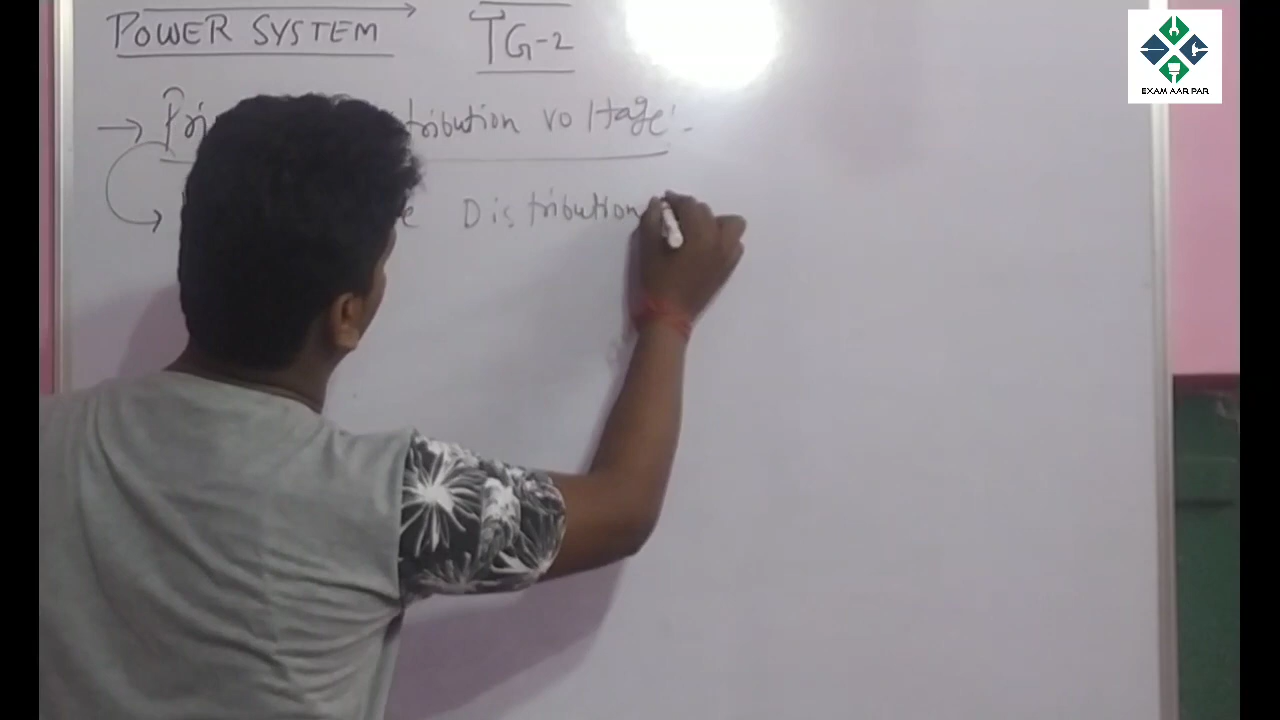 POWER SYSTEM TG-2
EXAM AAR PAR
→ Pri tribution voltage:-
e Distribution